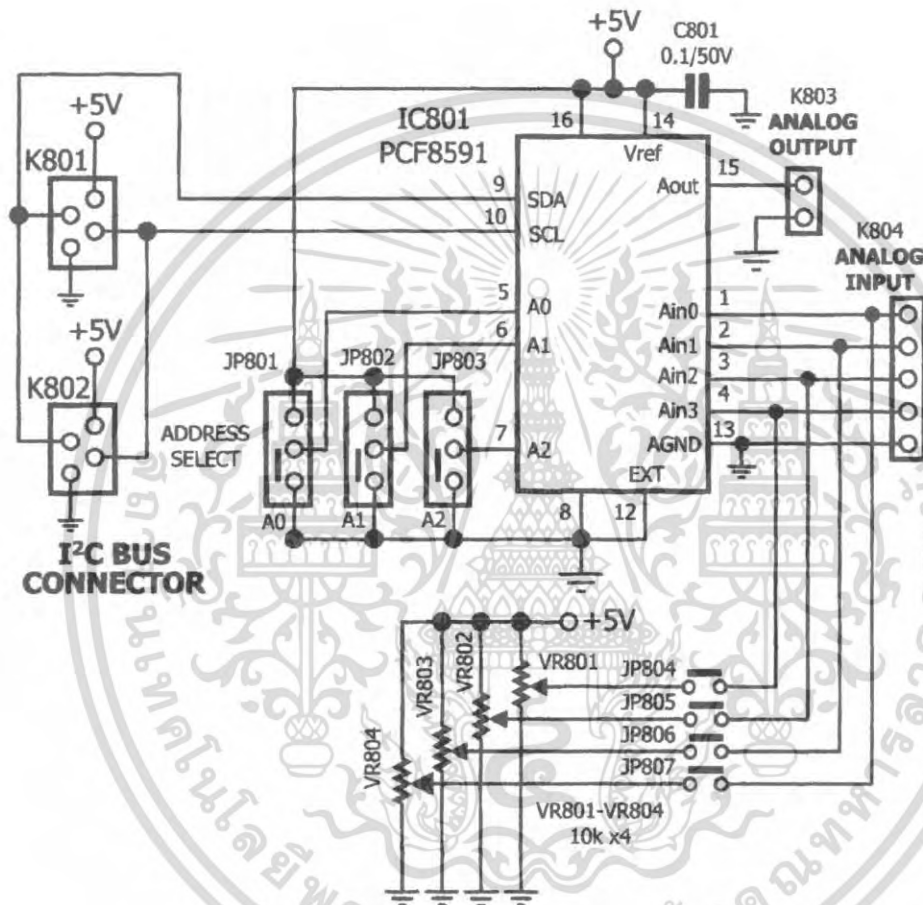 +5V
C801
0.1/50V
K803
ANALOG
OUTPUT
+5V
K801
IC801
PCF8591
16
14
Vref
15
Aout
9
SDA
10
SCL
K804
ANALOG
INPUT
5
A0
6
A1
1
Ain0
2
Ain1
3
Ain2
4
Ain3
13
AGND
+5V
K802
JP801
JP802
JP803
ADDRESS
SELECT
7
A2
EXT
8
12
A0
A1
A2
I²C BUS
CONNECTOR
+5V
VR801
VR802
VR803
VR804
JP804
JP805
JP806
JP807
VR801-VR804
10k x4